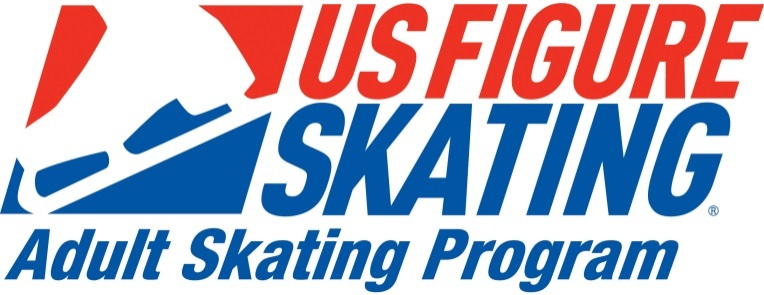 US FIGURE
SKATING®
Adult Skating Program